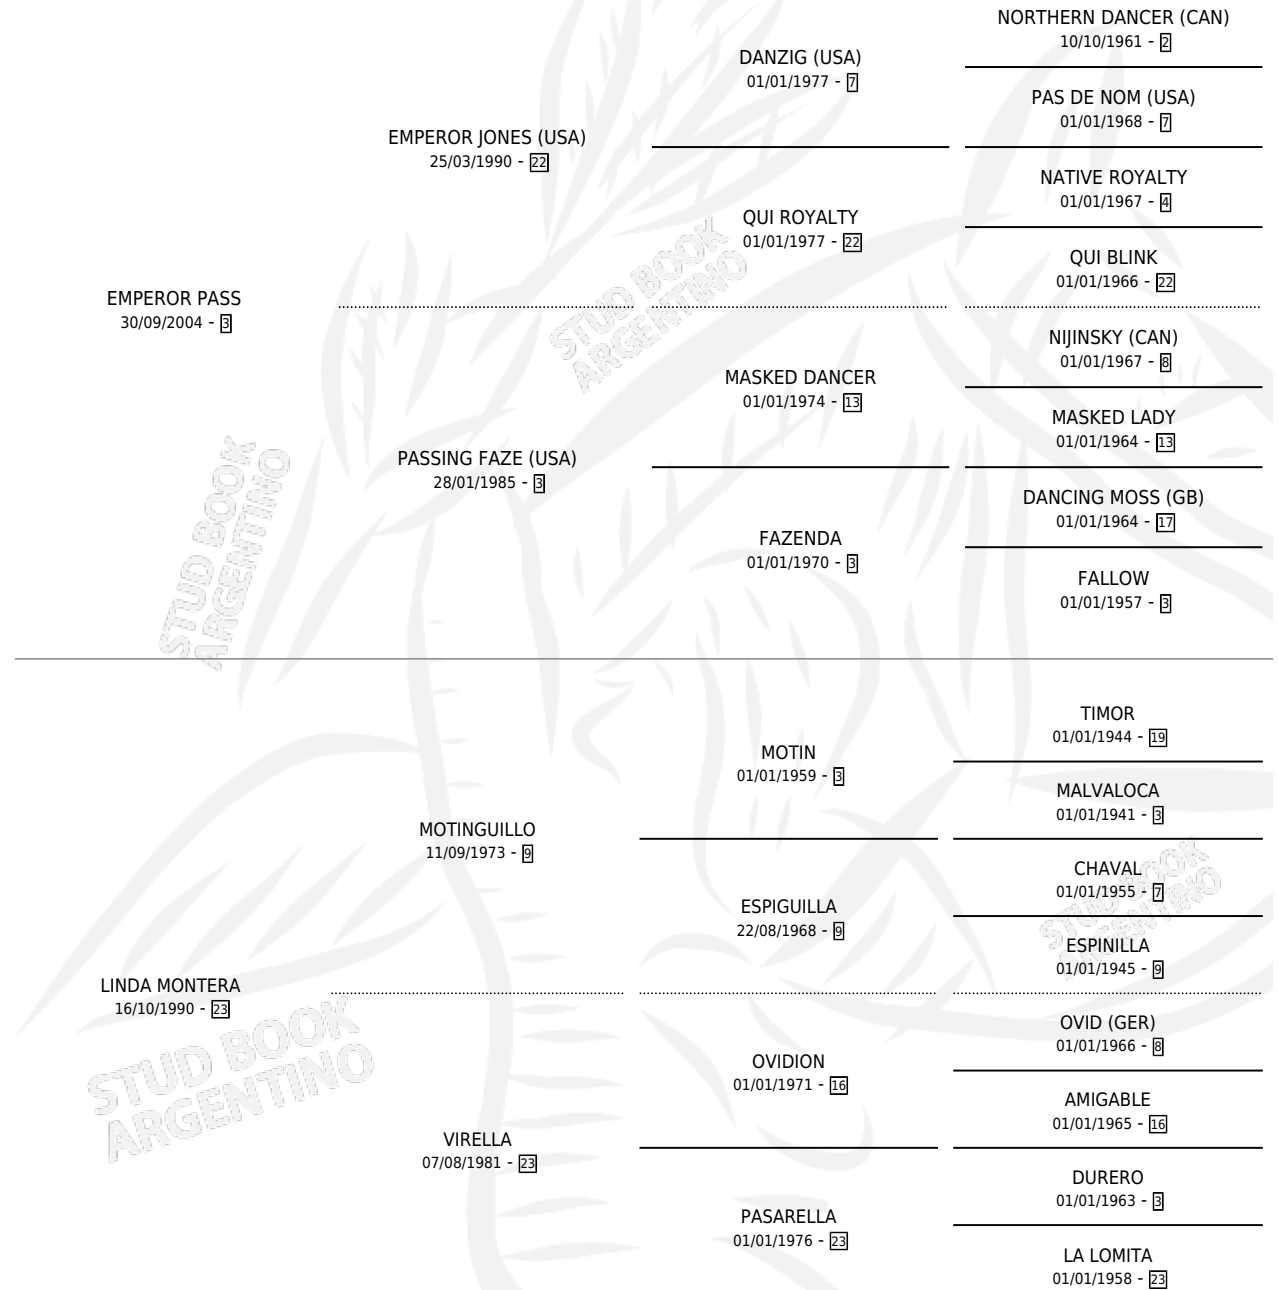 NORTHERN DANCER (CAN)
10/10/1961 - 2
DANZIG (USA)
01/01/1977 - 7
PAS DE NOM (USA)
01/01/1968 - 7
EMPEROR JONES (USA)
25/03/1990 - 22
NATIVE ROYALTY
01/01/1967 - 4
QUI ROYALTY
01/01/1977 - 22
QUI BLINK
01/01/1966 - 22
EMPEROR PASS
30/09/2004 - 3
NIJINSKY (CAN)
01/01/1967 - 8
MASKED DANCER
01/01/1974 - 13
MASKED LADY
01/01/1964 - 13
PASSING FAZE (USA)
28/01/1985 - 3
DANCING MOSS (GB)
01/01/1964 - 17
FAZENDA
01/01/1970 - 3
FALLOW
01/01/1957 - 3
STUD BOOK
ARGENTINO
STUD BOOK
ARGENTINO
TIMOR
01/01/1944 - 19
MOTIN
01/01/1959 - 3
MALVALOCA
01/01/1941 - 3
MOTINGUILLO
11/09/1973 - 9
CHAVAL
01/01/1955 - 7
ESPIGUILLA
22/08/1968 - 9
ESPINILLA
01/01/1945 - 9
LINDA MONTERA
16/10/1990 - 23
OVID (GER)
01/01/1966 - 8
OVIDION
01/01/1971 - 16
AMIGABLE
01/01/1965 - 16
VIRELLA
07/08/1981 - 23
DURERO
01/01/1963 - 3
PASARELLA
01/01/1976 - 23
LA LOMITA
01/01/1958 - 23
STUD BOOK
ARGENTINO
STUD BOOK
ARGENTINO